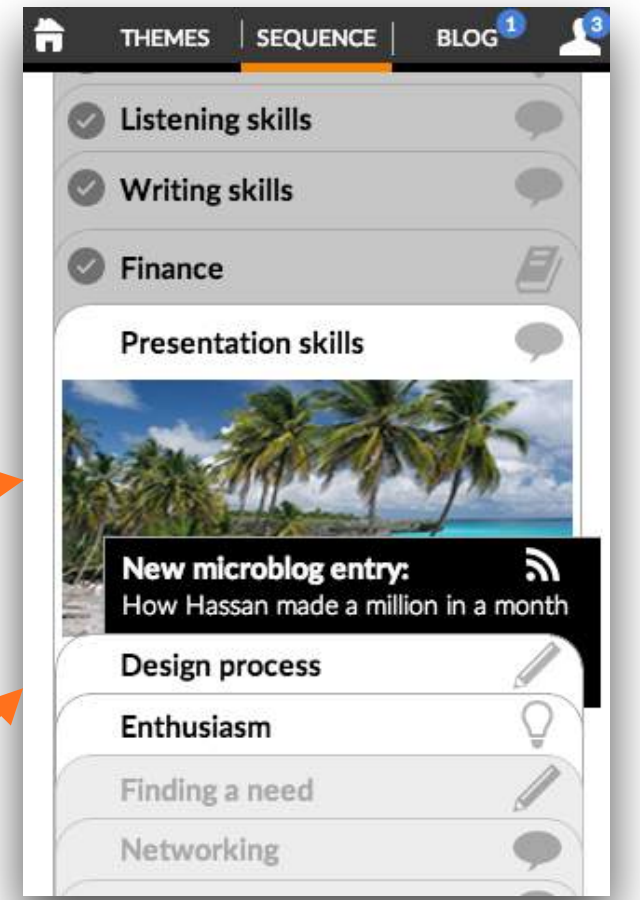 THEMES SEQUENCE BLOG 1 3
Listening skills
Writing skills
Finance
Presentation skills
New microblog entry:
How Hassan made a million in a month
Design process
Enthusiasm
Finding a need
Networking